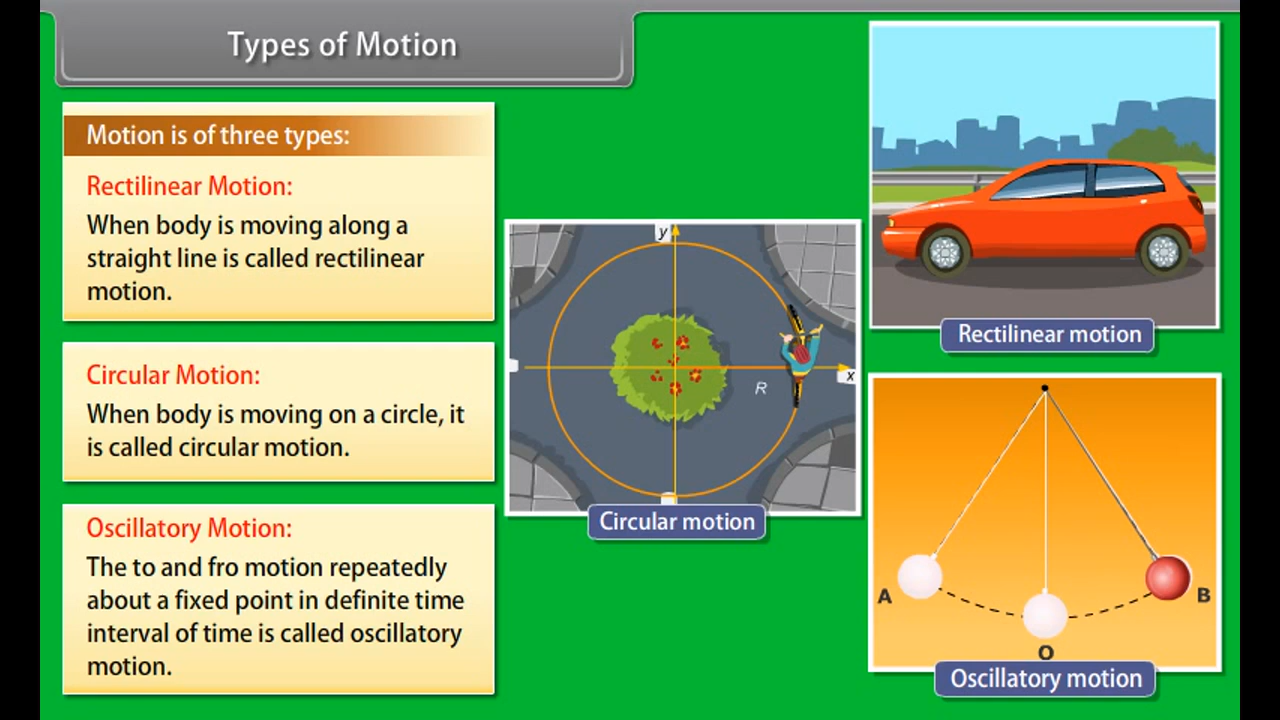 Types of Motion
Motion is of three types:
Rectilinear Motion:
When body is moving along a
straight line is called rectilinear
motion.
Circular Motion:
When body is moving on a circle, it
is called circular motion.
Oscillatory Motion:
The to and fro motion repeatedly
about a fixed point in definite time
interval of time is called oscillatory
motion.
y
R
x
Circular motion
Rectilinear motion
A
B
O
Oscillatory motion